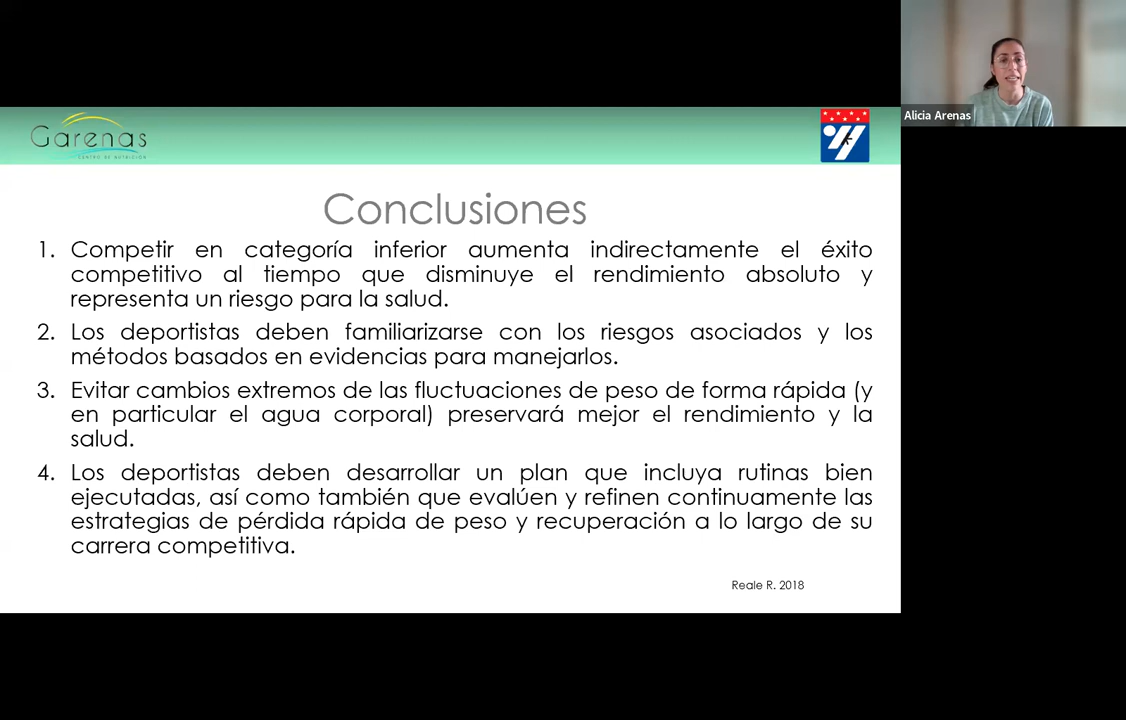 Alicia Arenas
Garenas
CENTRO DE NUTRICIÓN
Conclusiones
1. Competir en categoría inferior aumenta indirectamente el éxito
competitivo al tiempo que disminuye el rendimiento absoluto y
representa un riesgo para la salud.
2. Los deportistas deben familiarizarse con los riesgos asociados y los
métodos basados en evidencias para manejarlos.
3. Evitar cambios extremos de las fluctuaciones de peso de forma rápida (y
en particular el agua corporal) preservará mejor el rendimiento y la
salud.
4. Los deportistas deben desarrollar un plan que incluya rutinas bien
ejecutadas, así como también que evalúen y refinen continuamente las
estrategias de pérdida rápida de peso y recuperación a lo largo de su
carrera competitiva.
Reale R. 2018